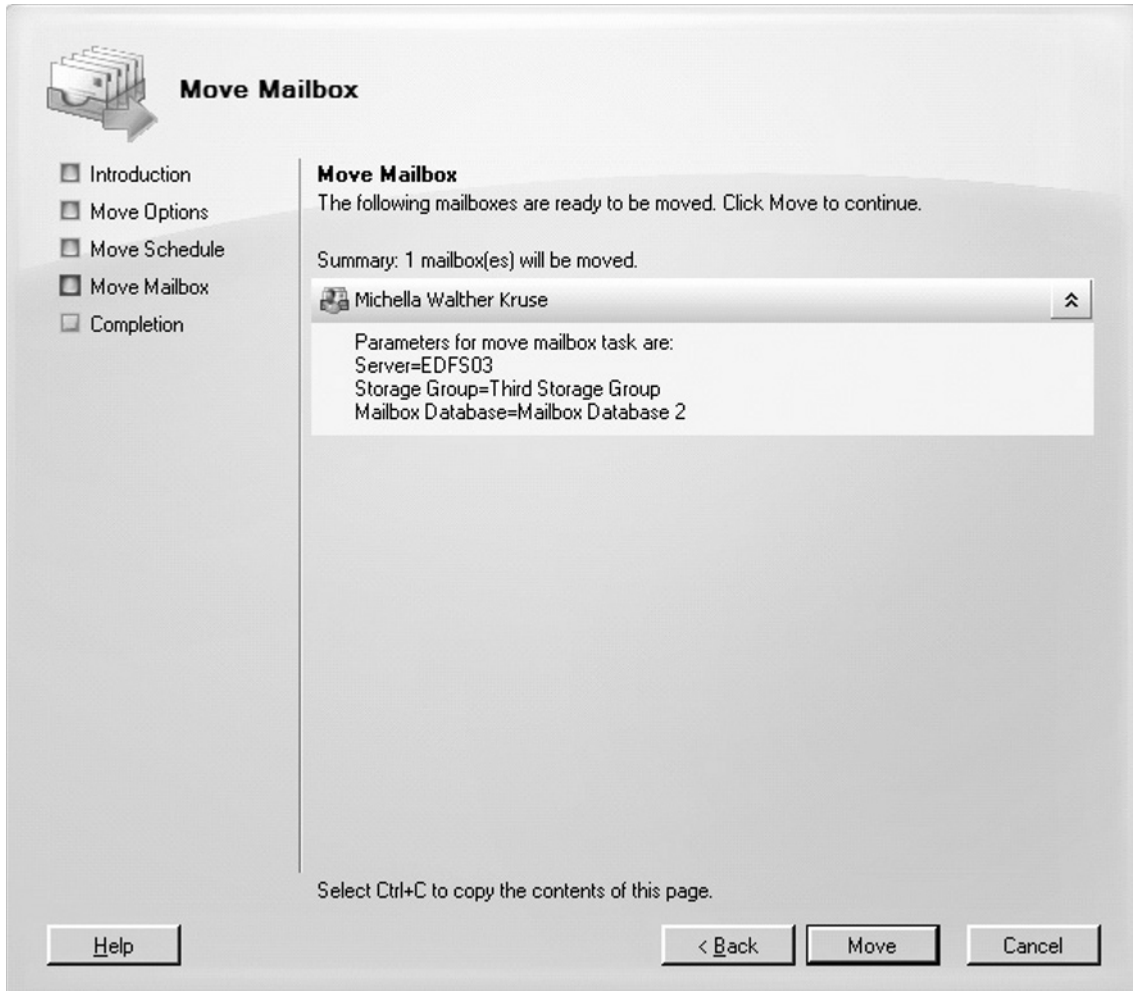 Move Mailbox
Introduction
Move Options
Move Schedule
Move Mailbox
Completion
Move Mailbox
The following mailboxes are ready to be moved. Click Move to continue.
Summary: 1 mailbox(es) will be moved.
Michella Walther Kruse
Parameters for move mailbox task are:
Server=EDFS03
Storage Group=Third Storage Group
Mailbox Database=Mailbox Database 2
Select Ctrl+C to copy the contents of this page.
Help
< Back
Move
Cancel